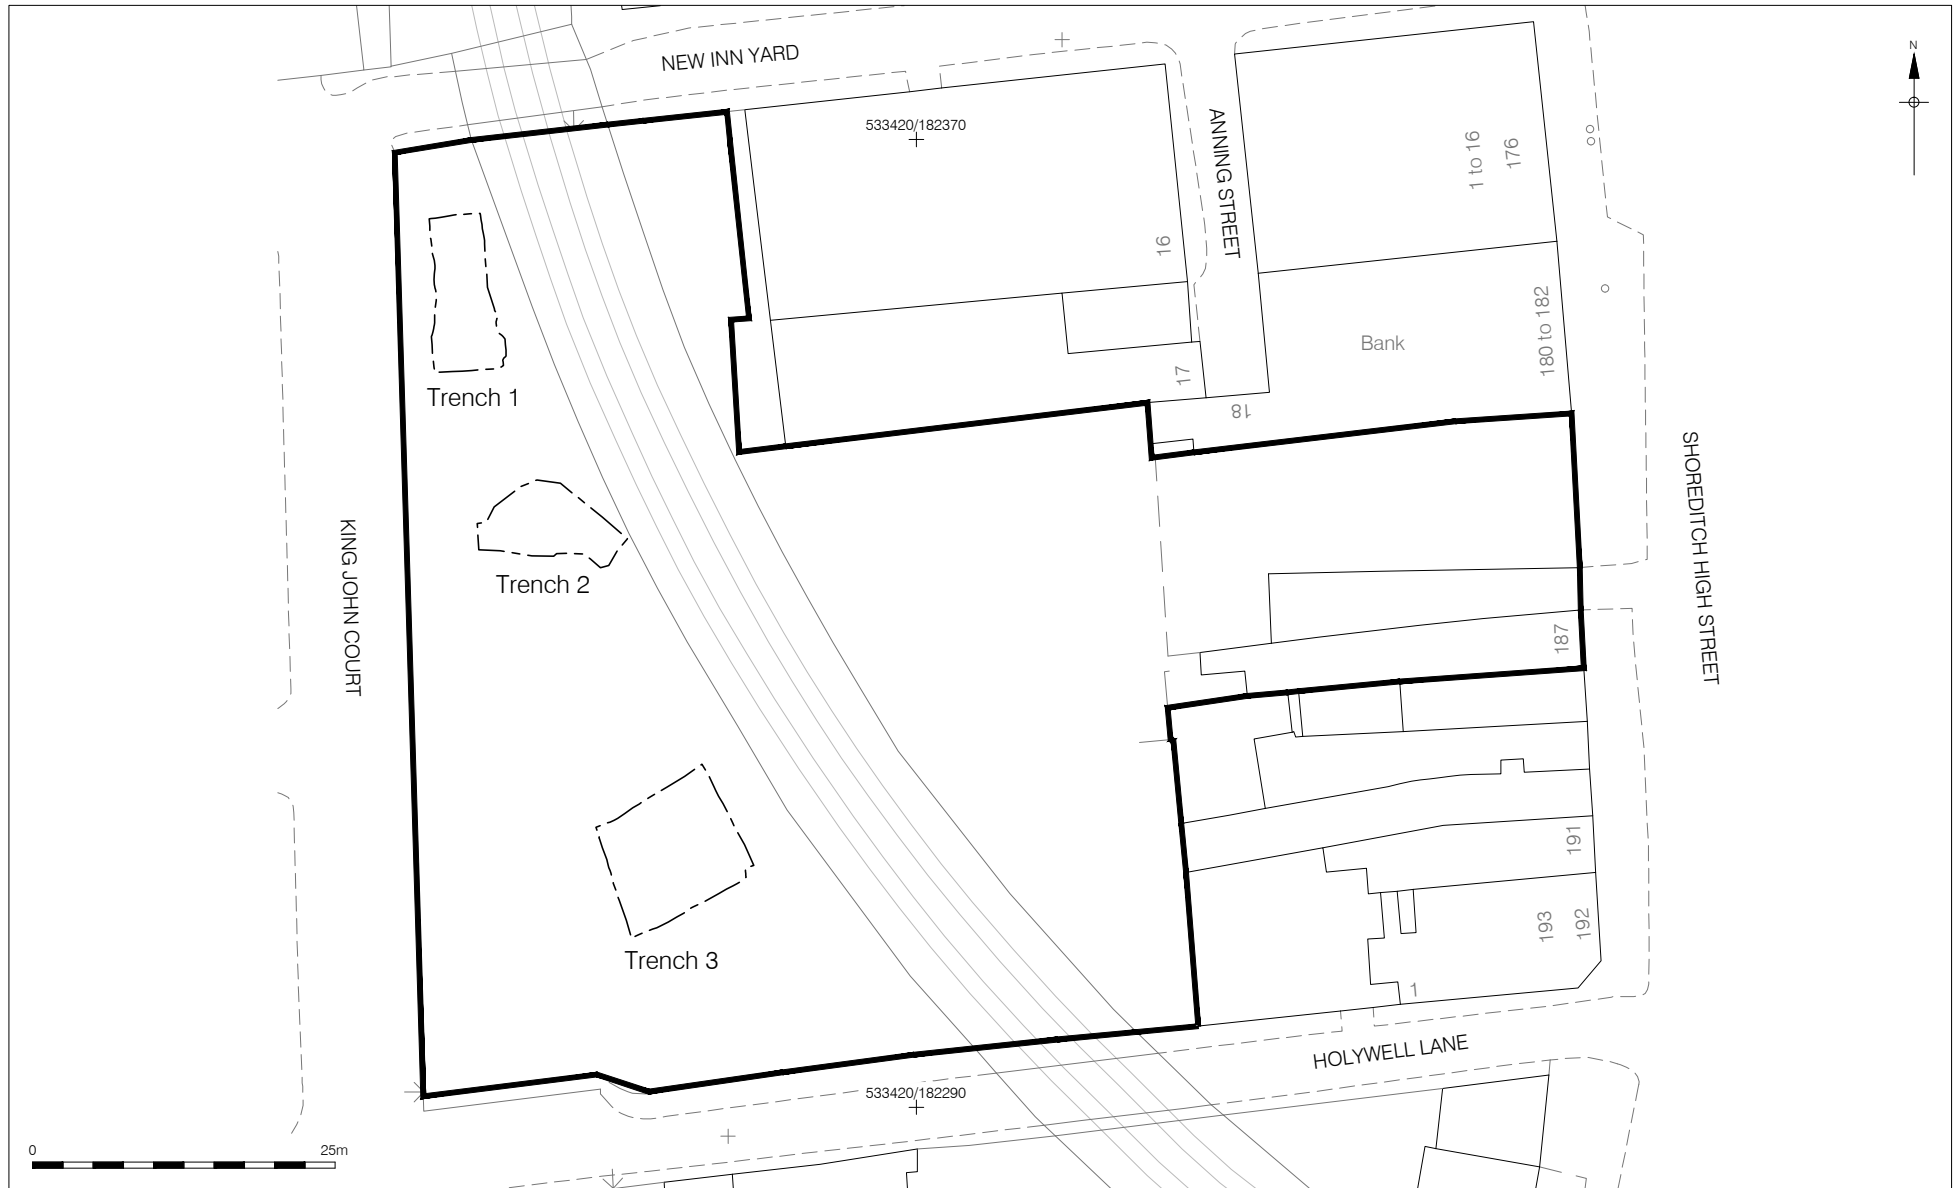 N
NEW INN YARD
533420/182370
ANNING STREET
1 to 16
176
16
Bank
180 to 182
17
18
Trench 1
KING JOHN COURT
Trench 2
SHOREDITCH HIGH STREET
187
191
193
192
1
Trench 3
HOLYWELL LANE
533420/182290
0 25m